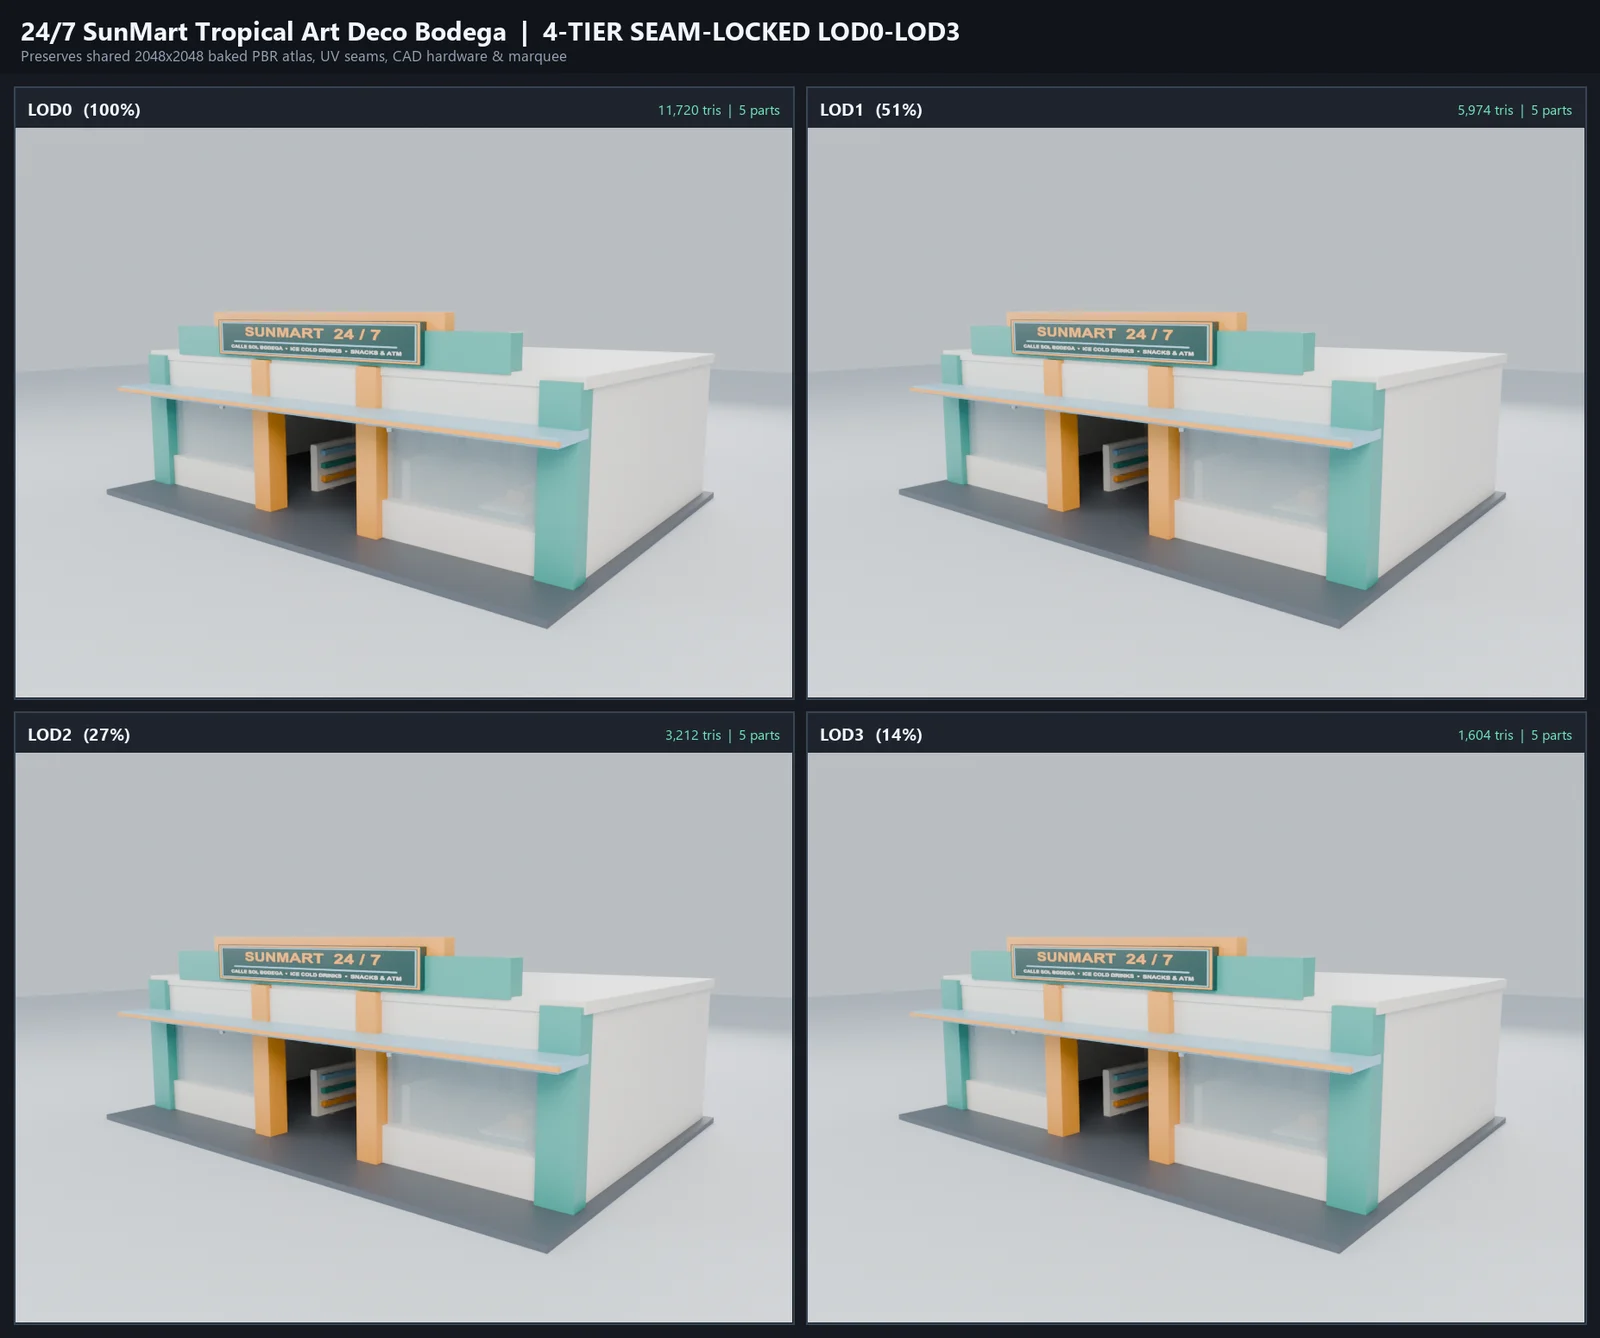 24/7 SunMart Tropical Art Deco Bodega | 4-TIER SEAM-LOCKED LOD0-LOD3
Preserves shared 2048x2048 baked PBR atlas, UV seams, CAD hardware & marquee
LOD0 (100%)
11,720 tris | 5 parts
SUNMART 24 / 7
CALLE SOL BODEGA • ICE COLD DRINKS • SNACKS & ATM
LOD1 (51%)
5,974 tris | 5 parts
SUNMART 24 / 7
CALLE SOL BODEGA • ICE COLD DRINKS • SNACKS & ATM
LOD2 (27%)
3,212 tris | 5 parts
SUNMART 24 / 7
CALLE SOL BODEGA • ICE COLD DRINKS • SNACKS & ATM
LOD3 (14%)
1,604 tris | 5 parts
SUNMART 24 / 7
CALLE SOL BODEGA • ICE COLD DRINKS • SNACKS & ATM